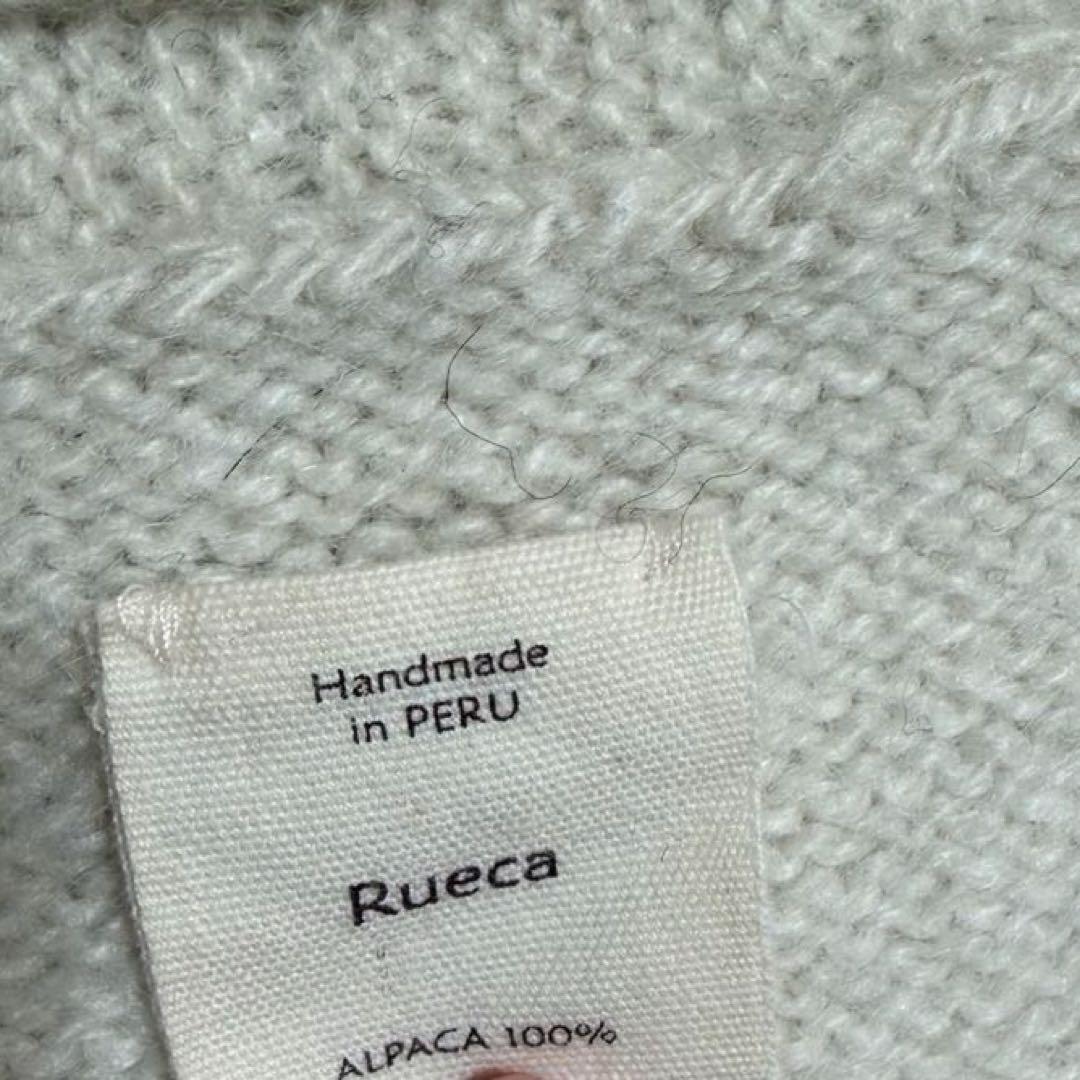 Handmade
in PERU
Rueca
ALPACA 100%